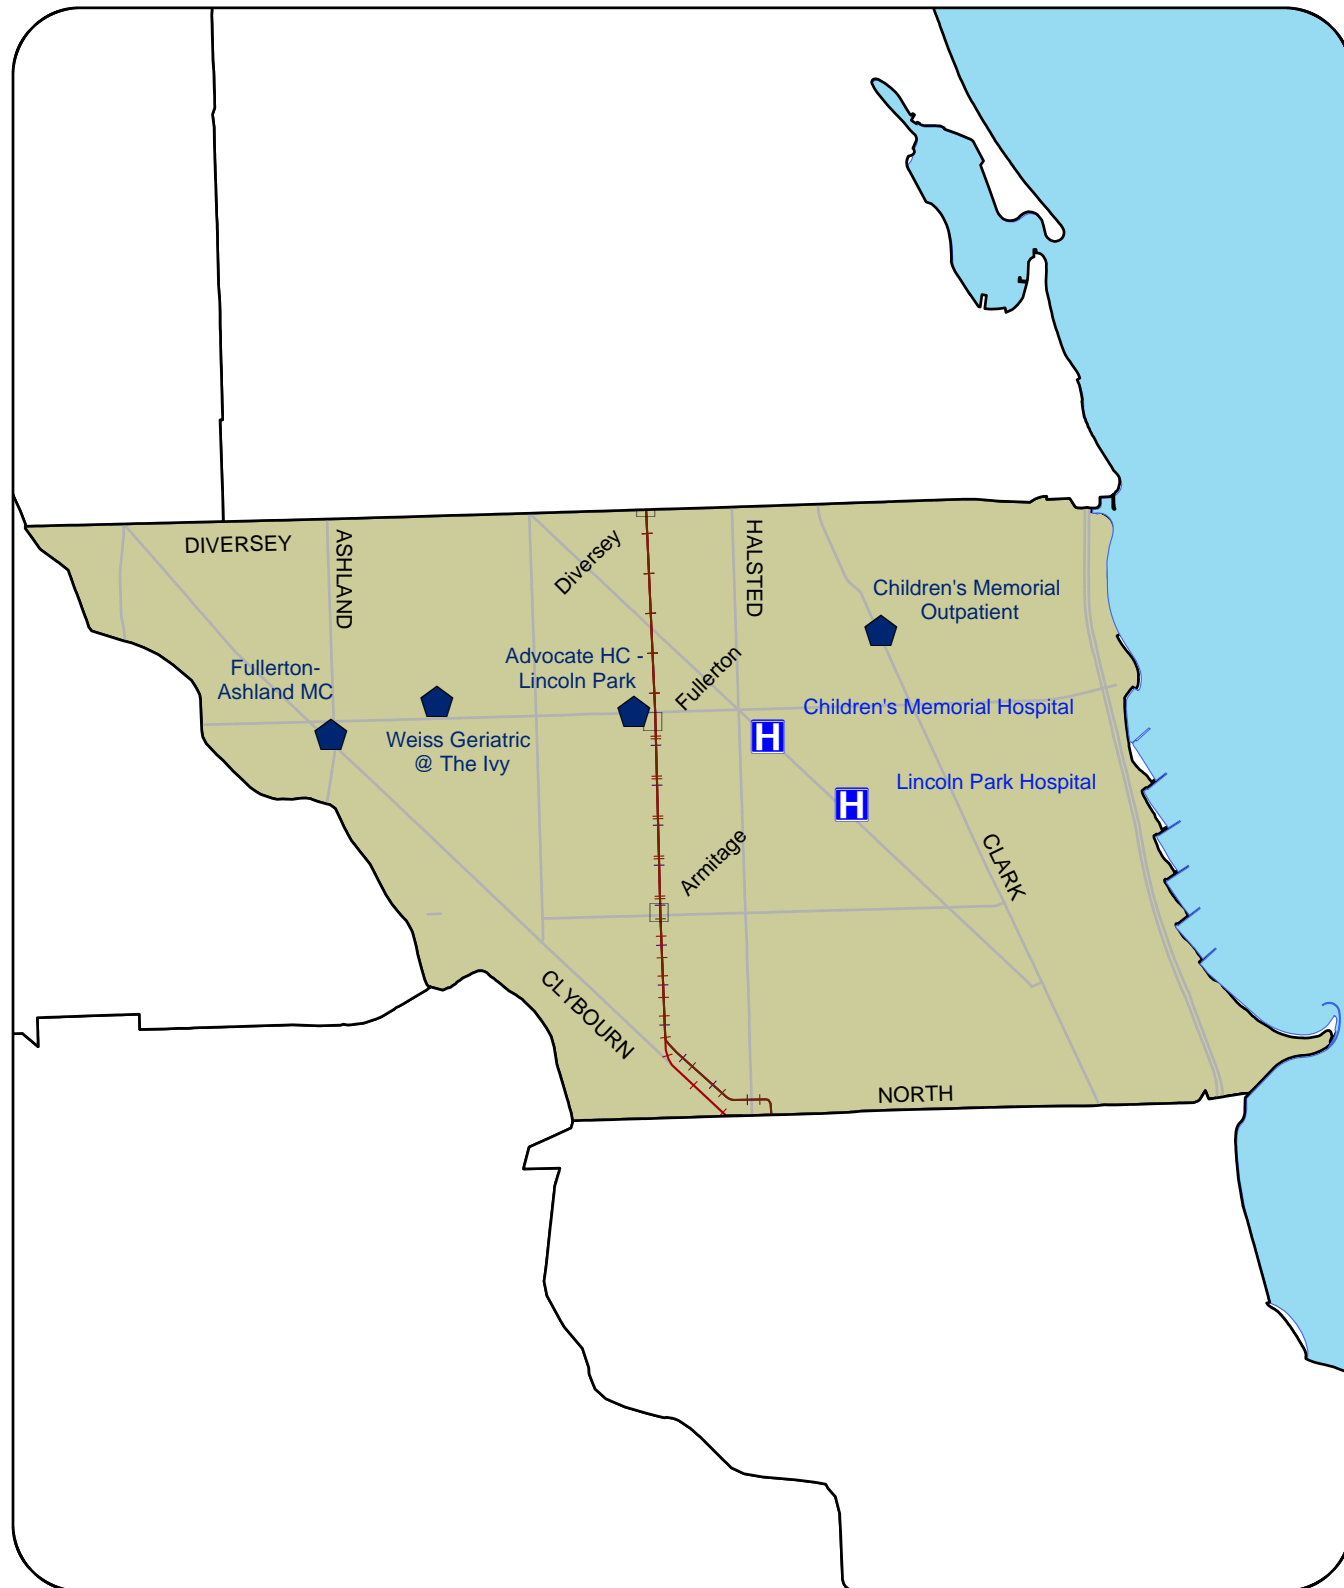 DIVERSEY
ASHLAND
Diversey
HALSTED
Children's Memorial
Outpatient
Fullerton-
Ashland MC
Advocate HC -
Lincoln Park
Fullerton
Weiss Geriatric
@ The Ivy
H
Children's Memorial Hospital
H
Lincoln Park Hospital
Armitage
CLARK
CLYBOURN
NORTH